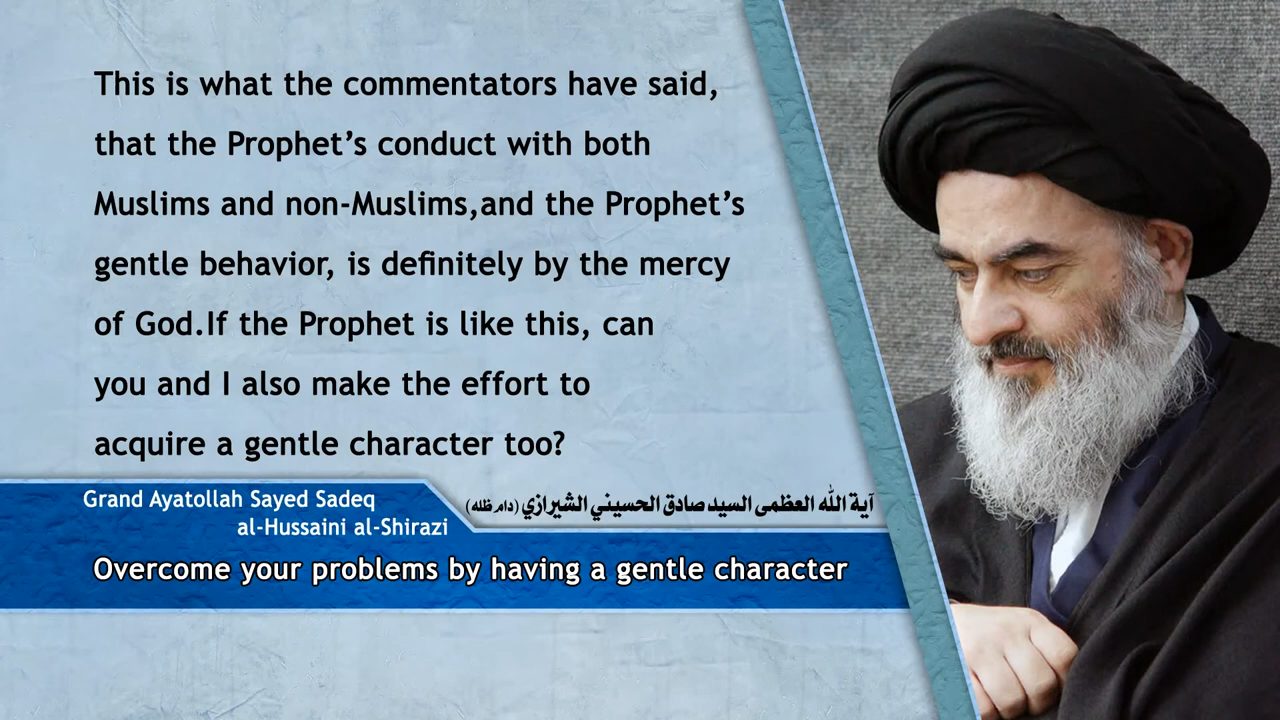 This is what the commentators have said,
that the Prophet’s conduct with both
Muslims and non-Muslims,and the Prophet’s
gentle behavior, is definitely by the mercy
of God.If the Prophet is like this, can
you and I also make the effort to
acquire a gentle character too?
Grand Ayatollah Sayed Sadeq
al-Hussaini al-Shirazi
آية الله العظمى السيد صادق الحسيني الشيرازي (دام ظله)
Overcome your problems by having a gentle character